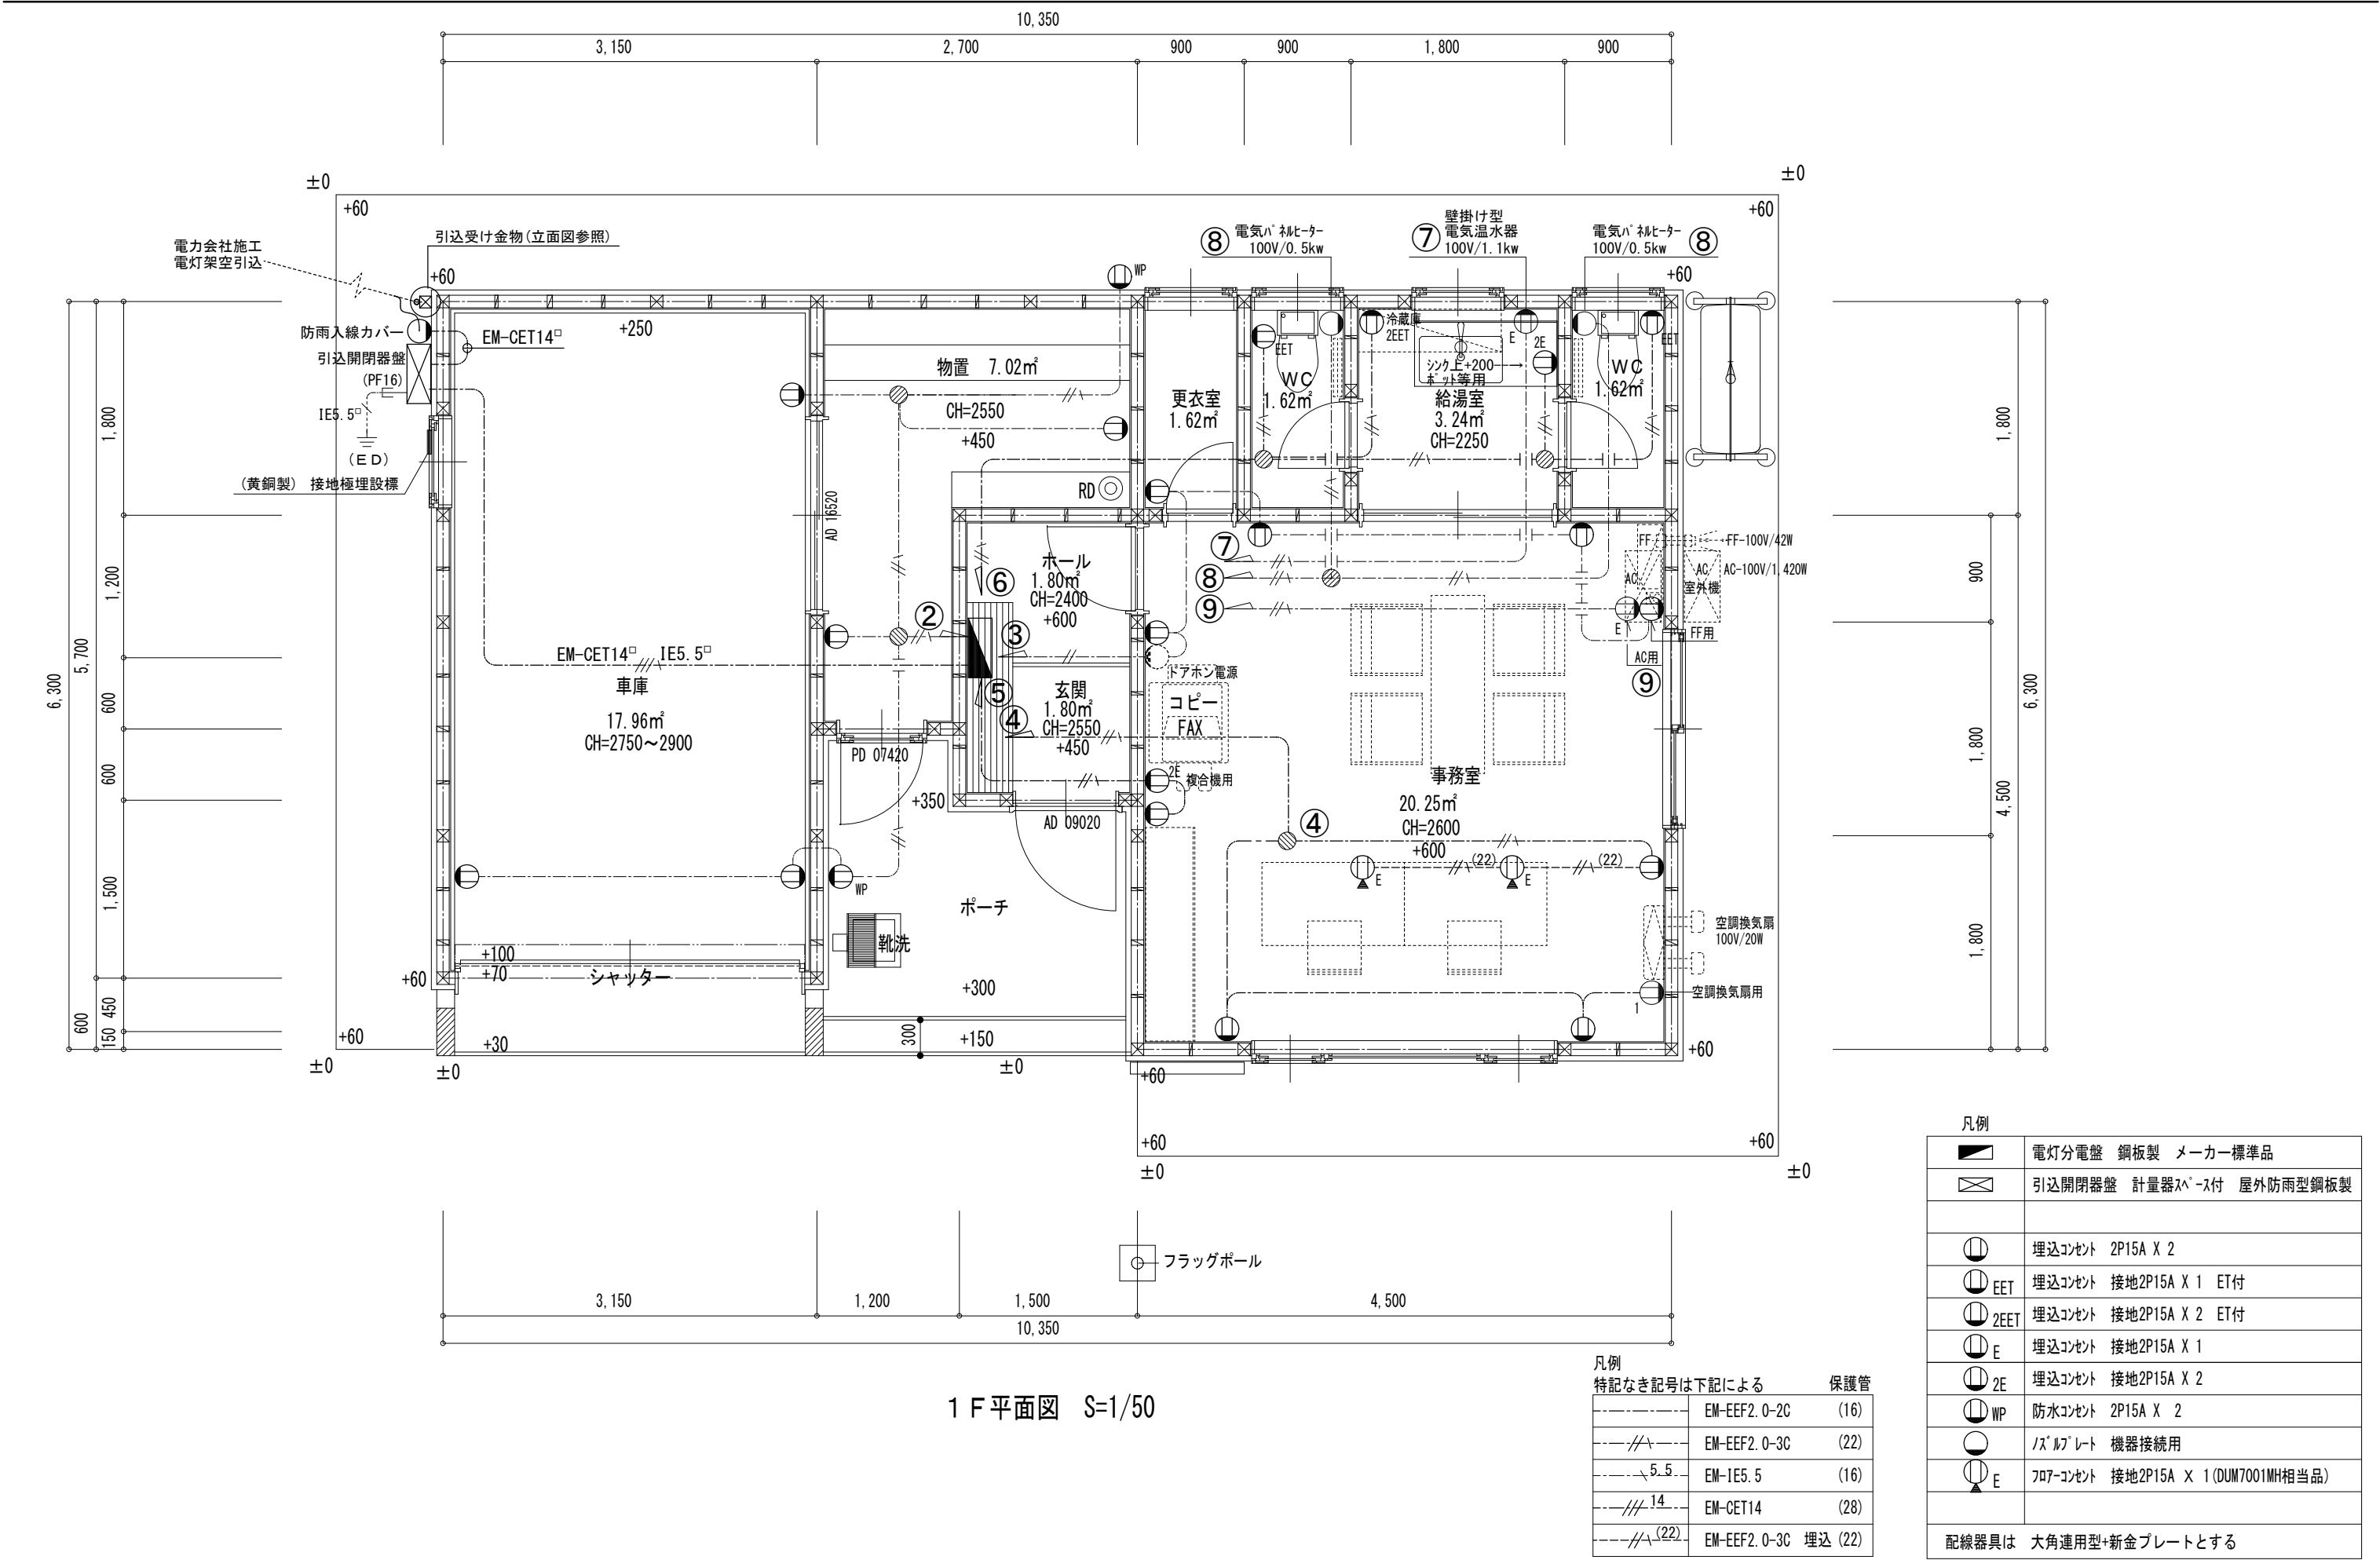 10,350
3,150
2,700
900
900
1,800
900
±0
±0
+60
+60
電力会社施工
電灯架空引込
引込受け金物(立面図参照)
⑧
電気パネルヒーター
100V/0.5kw
⑦
壁掛け型
電気温水器
100V/1.1kw
電気パネルヒーター
100V/0.5kw
⑧
+60
+60
WP
防雨入線カバー
EM-CET14□
+250
引込開閉器盤
(PF16)
IE5.5□
(ED)
(黄銅製) 接地極埋設標
物置 7.02㎡
CH=2550
+450
更衣室
1.62㎡
EET
WC
1.62㎡
冷蔵庫
2EET
E
2E
シンク上+200
ポット等用
給湯室
3.24㎡
CH=2250
EET
WC
1.62㎡
RD
AD 16520
ホール
1.80㎡
CH=2400
+600
⑥
②
③
⑤
④
⑦
⑧
⑨
FF
FF-100V/42W
AC
AC
室外機
AC-100V/1,420W
E
FF用
AC用
⑨
EM-CET14□
IE5.5□
車庫
17.96㎡
CH=2750～2900
玄関
1.80㎡
CH=2550
+450
ドアホン電源
コピー
FAX
2E
複合機用
PD 07420
+350
AD 09020
事務室
20.25㎡
CH=2600
+600
④
(22)
(22)
E
E
WP
ポーチ
靴洗
空調換気扇
100V/20W
空調換気扇用
1
+100
+70
シャッター
+60
+300
+60
+30
300
+150
+60
±0
±0
±0
+60
+60
+60
±0
±0
6,300
5,700
600
1,800
1,200
600
600
1,500
450
150
1,800
900
1,800
1,800
4,500
6,300
フラッグポール
3,150
1,200
1,500
4,500
10,350
1F平面図 S=1/50
凡例
特記なき記号は下記による 保護管
EM-EEF2.0-2C (16)
EM-EEF2.0-3C (22)
5.5 EM-IE5.5 (16)
14 EM-CET14 (28)
(22) EM-EEF2.0-3C 埋込(22)
凡例
電灯分電盤 鋼板製 メーカー標準品
引込開閉器盤 計量器スペース付 屋外防雨型鋼板製
埋込コンセント 2P15A X 2
EET 埋込コンセント 接地2P15A X 1 ET付
2EET 埋込コンセント 接地2P15A X 2 ET付
E 埋込コンセント 接地2P15A X 1
2E 埋込コンセント 接地2P15A X 2
WP 防水コンセント 2P15A X 2
ノズルプレート 機器接続用
E フロアーコンセント 接地2P15A × 1(DUM7001MH相当品)
配線器具は 大角連用型+新金プレートとする